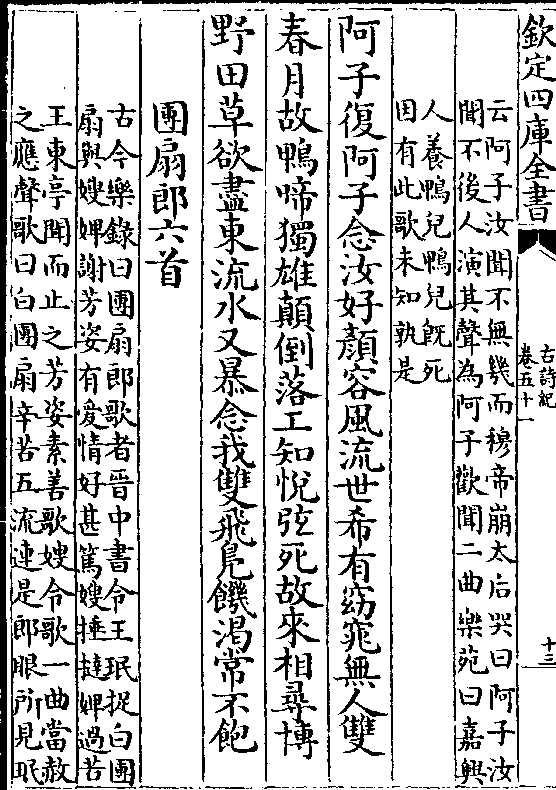 欽定四庫全書
古詩紀
卷五十一
十三
云阿子汝聞不無幾而穆帝崩太后哭曰阿子汝
聞不後人演其聲為阿子歡聞二曲樂苑曰嘉興
人養鴨兒鴨兒旣死
因有此歌未知孰是
阿子復阿子念汝好顏容風流世希有窈窕無人雙
春月故鴨啼獨雄顛倒落工知悅弦死故來相尋博
野田草欲盡東流水又暴念我雙飛鳬饑渴常不飽
團扇郎六首
古今樂錄曰團扇郎歌者晉中書令王珉捉白團
扇與嫂婢謝芳姿有愛情好甚篤嫂捶撻婢過苦
王東亭聞而止之芳姿素善歌嫂令歌一曲當赦
之應聲歌曰白團扇辛苦五流連是郎眼所見珉